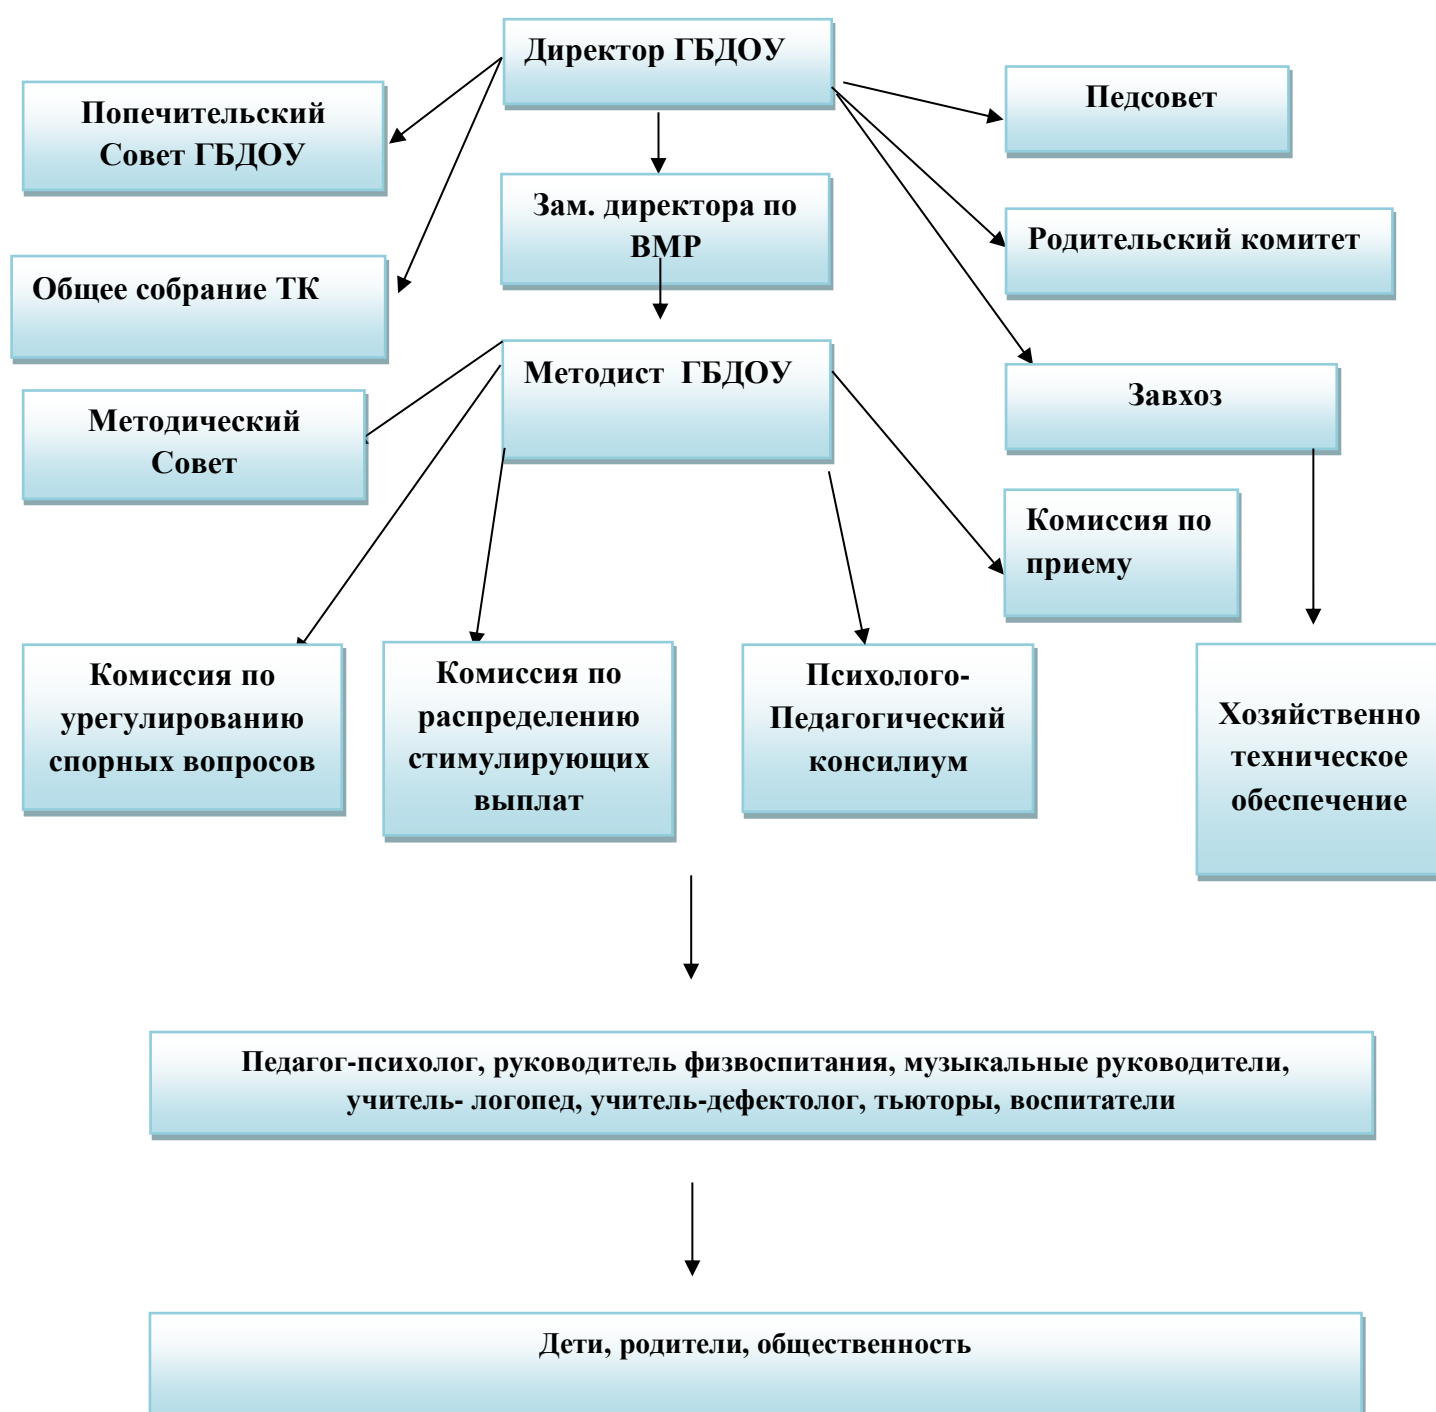 Директор ГБДОУ
Попечительский
Совет ГБДОУ
Педсовет
Зам. директора по
ВМР
Родительский комитет
Общее собрание ТК
Методист  ГБДОУ
Завхоз
Методический
Совет
Комиссия по
приему
Комиссия по
урегулированию
спорных вопросов
Комиссия по
распределению
стимулирующих
выплат
Психолого-
Педагогический
консилиум
Хозяйственно
техническое
обеспечение
Педагог-психолог, руководитель физвоспитания, музыкальные руководители,
учитель- логопед, учитель-дефектолог, тьюторы, воспитатели
Дети, родители, общественность